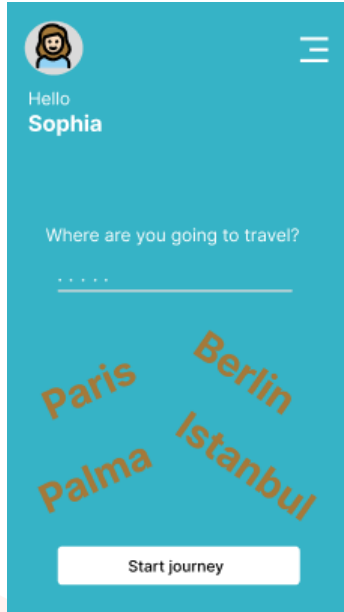 Hello
Sophia
Where are you going to travel?
. . . . .
Paris
Berlin
Palma
Istanbul
Start journey